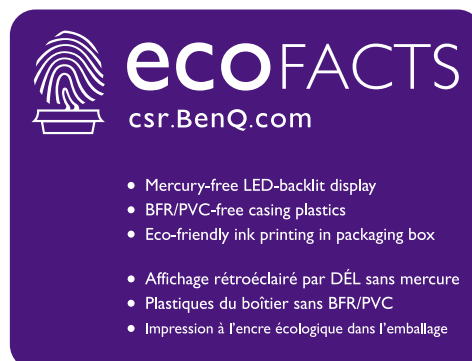 ecoFACTS
csr.BenQ.com
• Mercury-free LED-backlit display
• BFR/PVC-free casing plastics
• Eco-friendly ink printing in packaging box
• Affichage rétroéclairé par DÉL sans mercure
• Plastiques du boîtier sans BFR/PVC
• Impression à l'encre écologique dans l'emballage